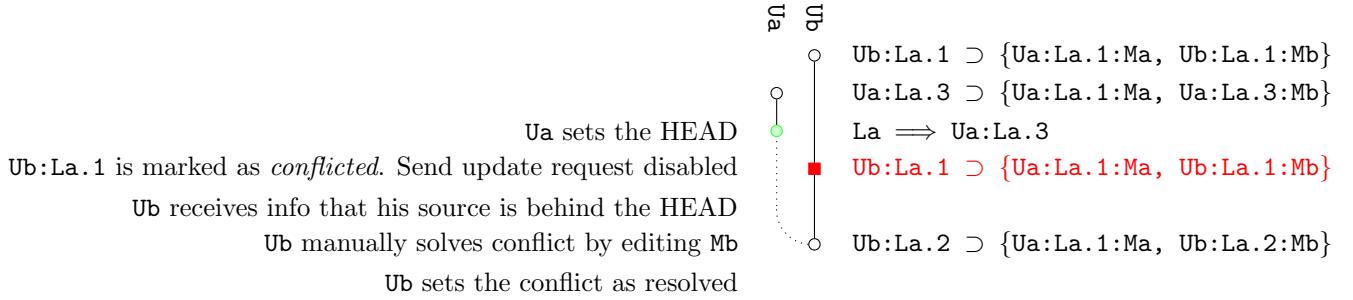 Ua Ub
Ub:La.1 ⊃ {Ua:La.1:Ma, Ub:La.1:Mb}
Ua:La.3 ⊃ {Ua:La.1:Ma, Ua:La.3:Mb}
Ua sets the HEAD La ⟹ Ua:La.3
Ub:La.1 is marked as conflicted. Send update request disabled Ub:La.1 ⊃ {Ua:La.1:Ma, Ub:La.1:Mb}
Ub receives info that his source is behind the HEAD
Ub manually solves conflict by editing Mb Ub:La.2 ⊃ {Ua:La.1:Ma, Ub:La.2:Mb}
Ub sets the conflict as resolved